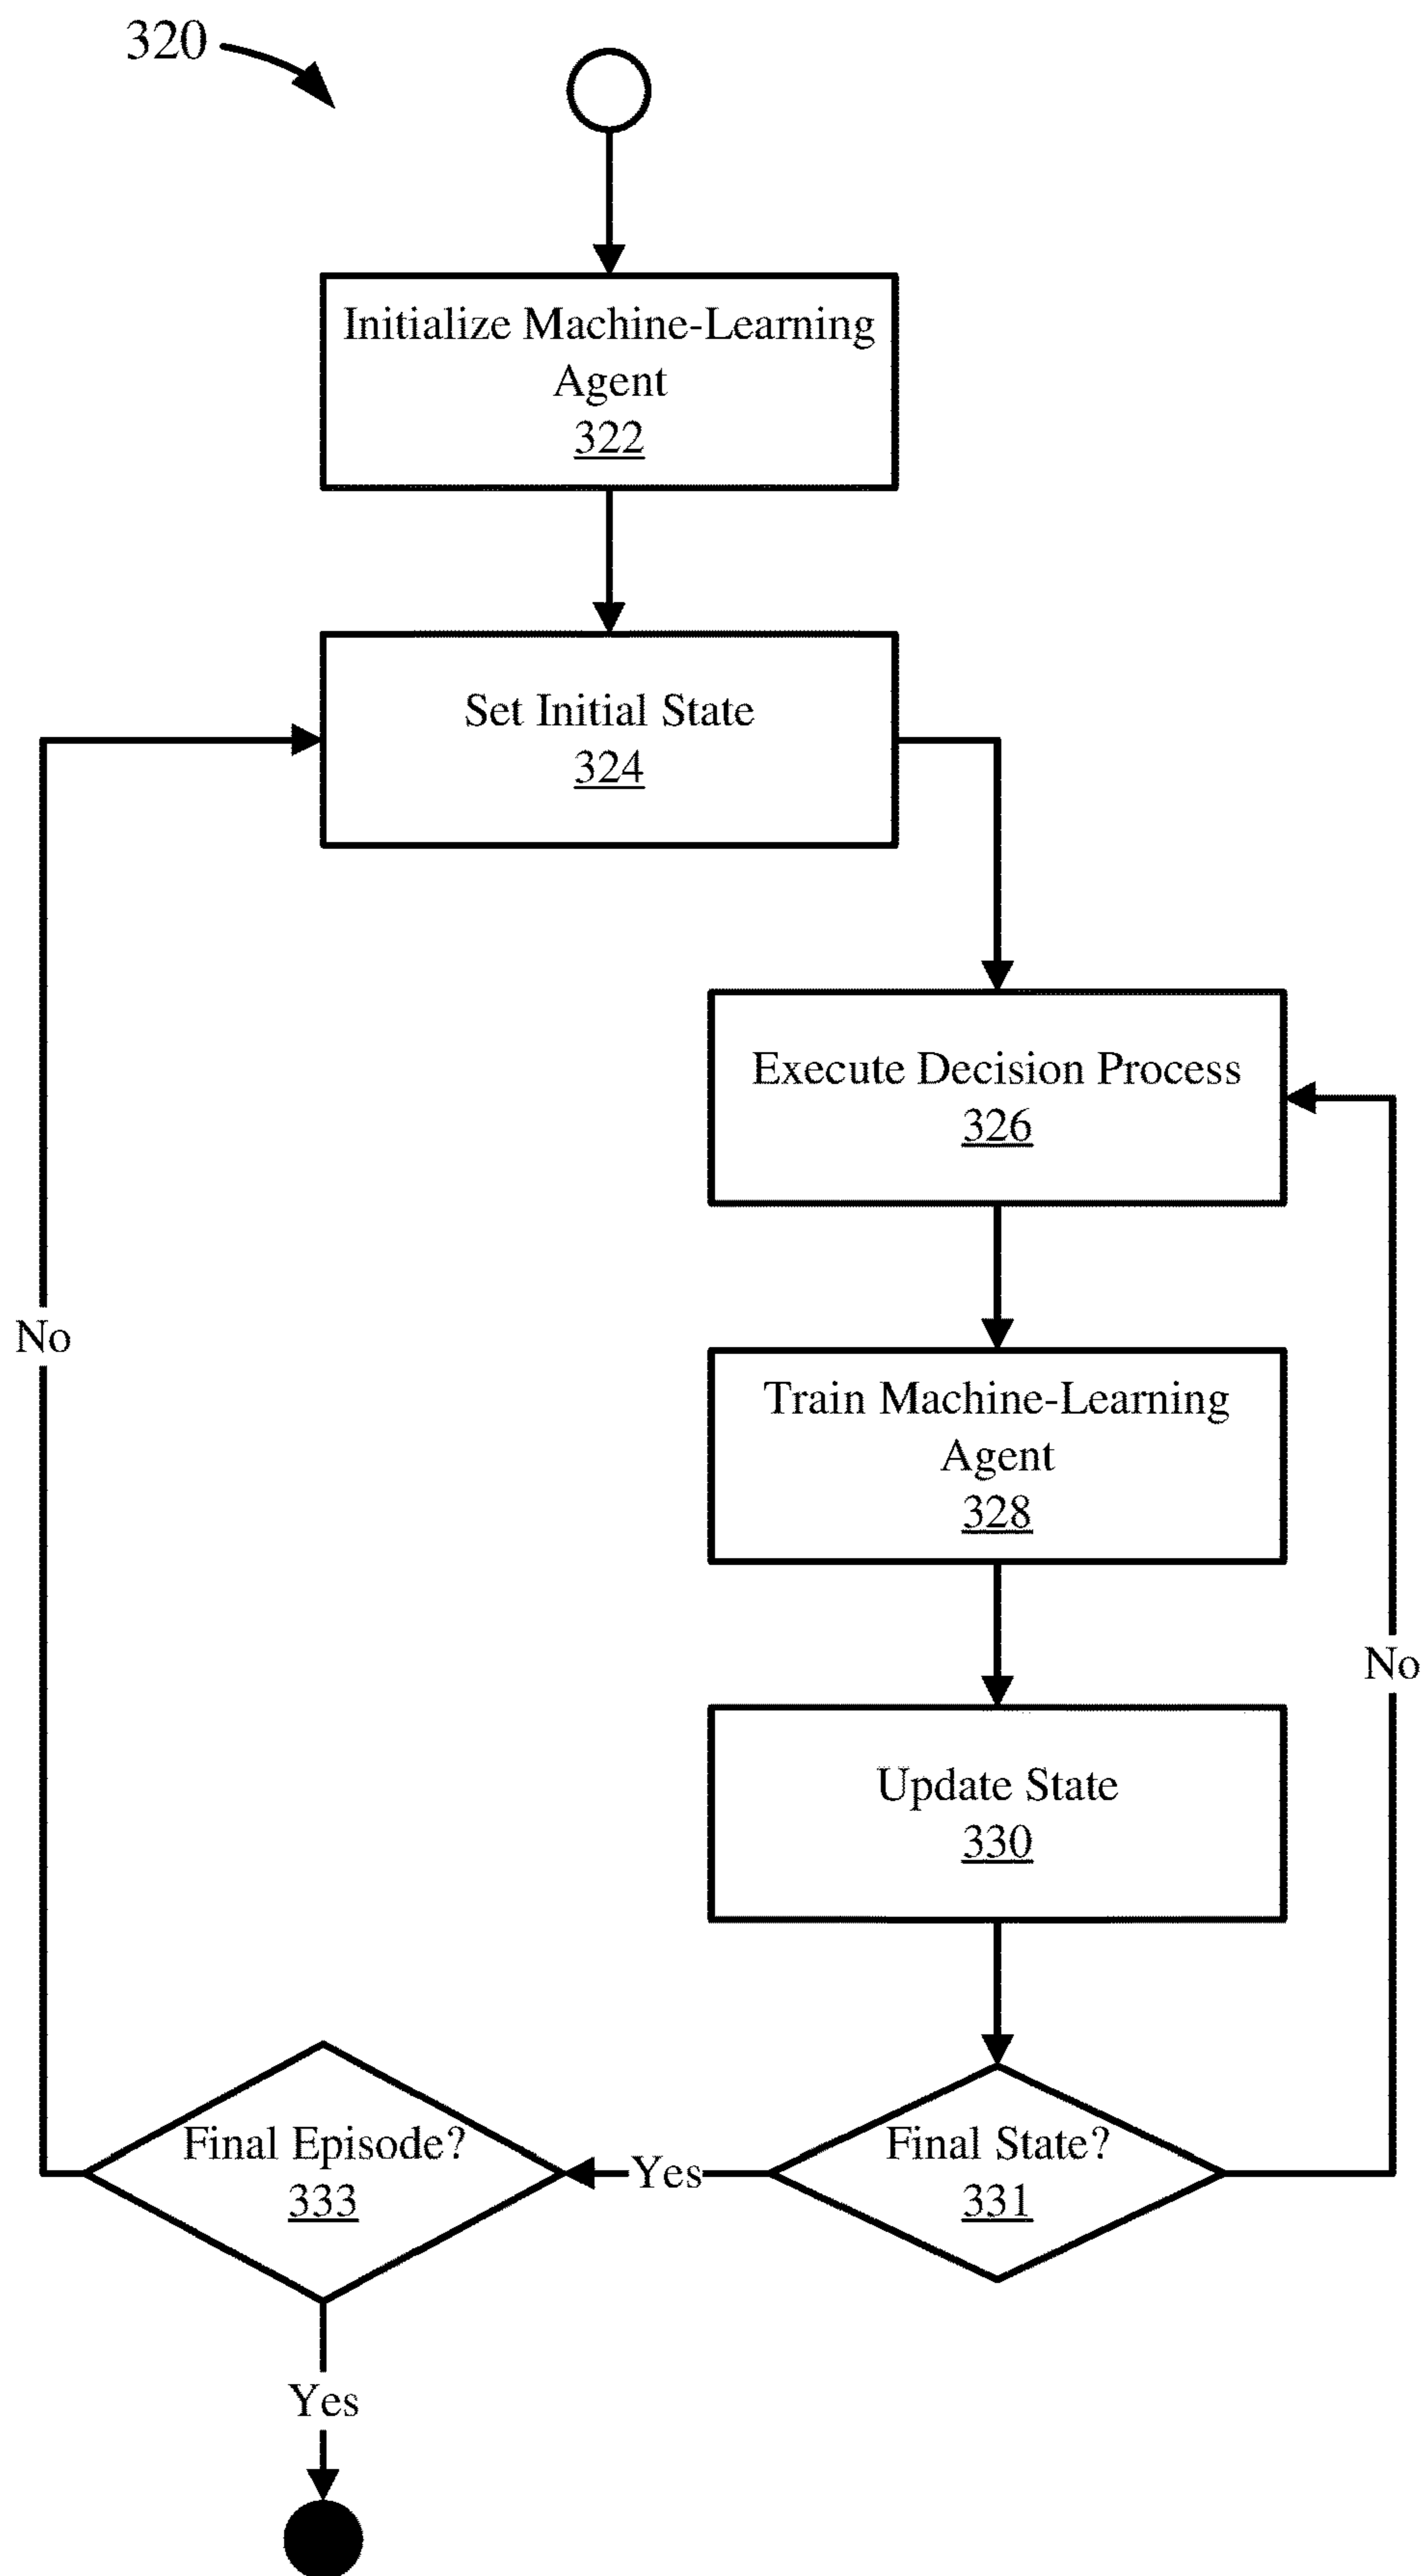 320
Initialize Machine-Learning
Agent
322
Set Initial State
324
Execute Decision Process
326
No
Train Machine-Learning
Agent
328
No
Update State
330
Final Episode?
333
Yes
Final State?
331
Yes